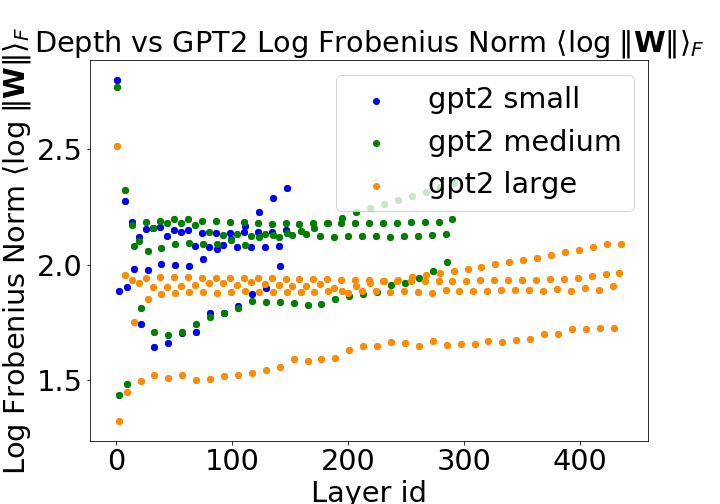 Depth vs GPT2 Log Frobenius Norm ⟨log ‖W‖⟩F
Log Frobenius Norm ⟨log ‖W‖⟩F
gpt2 small
gpt2 medium
gpt2 large
2.5
2.0
1.5
0 100 200 300 400
Layer id